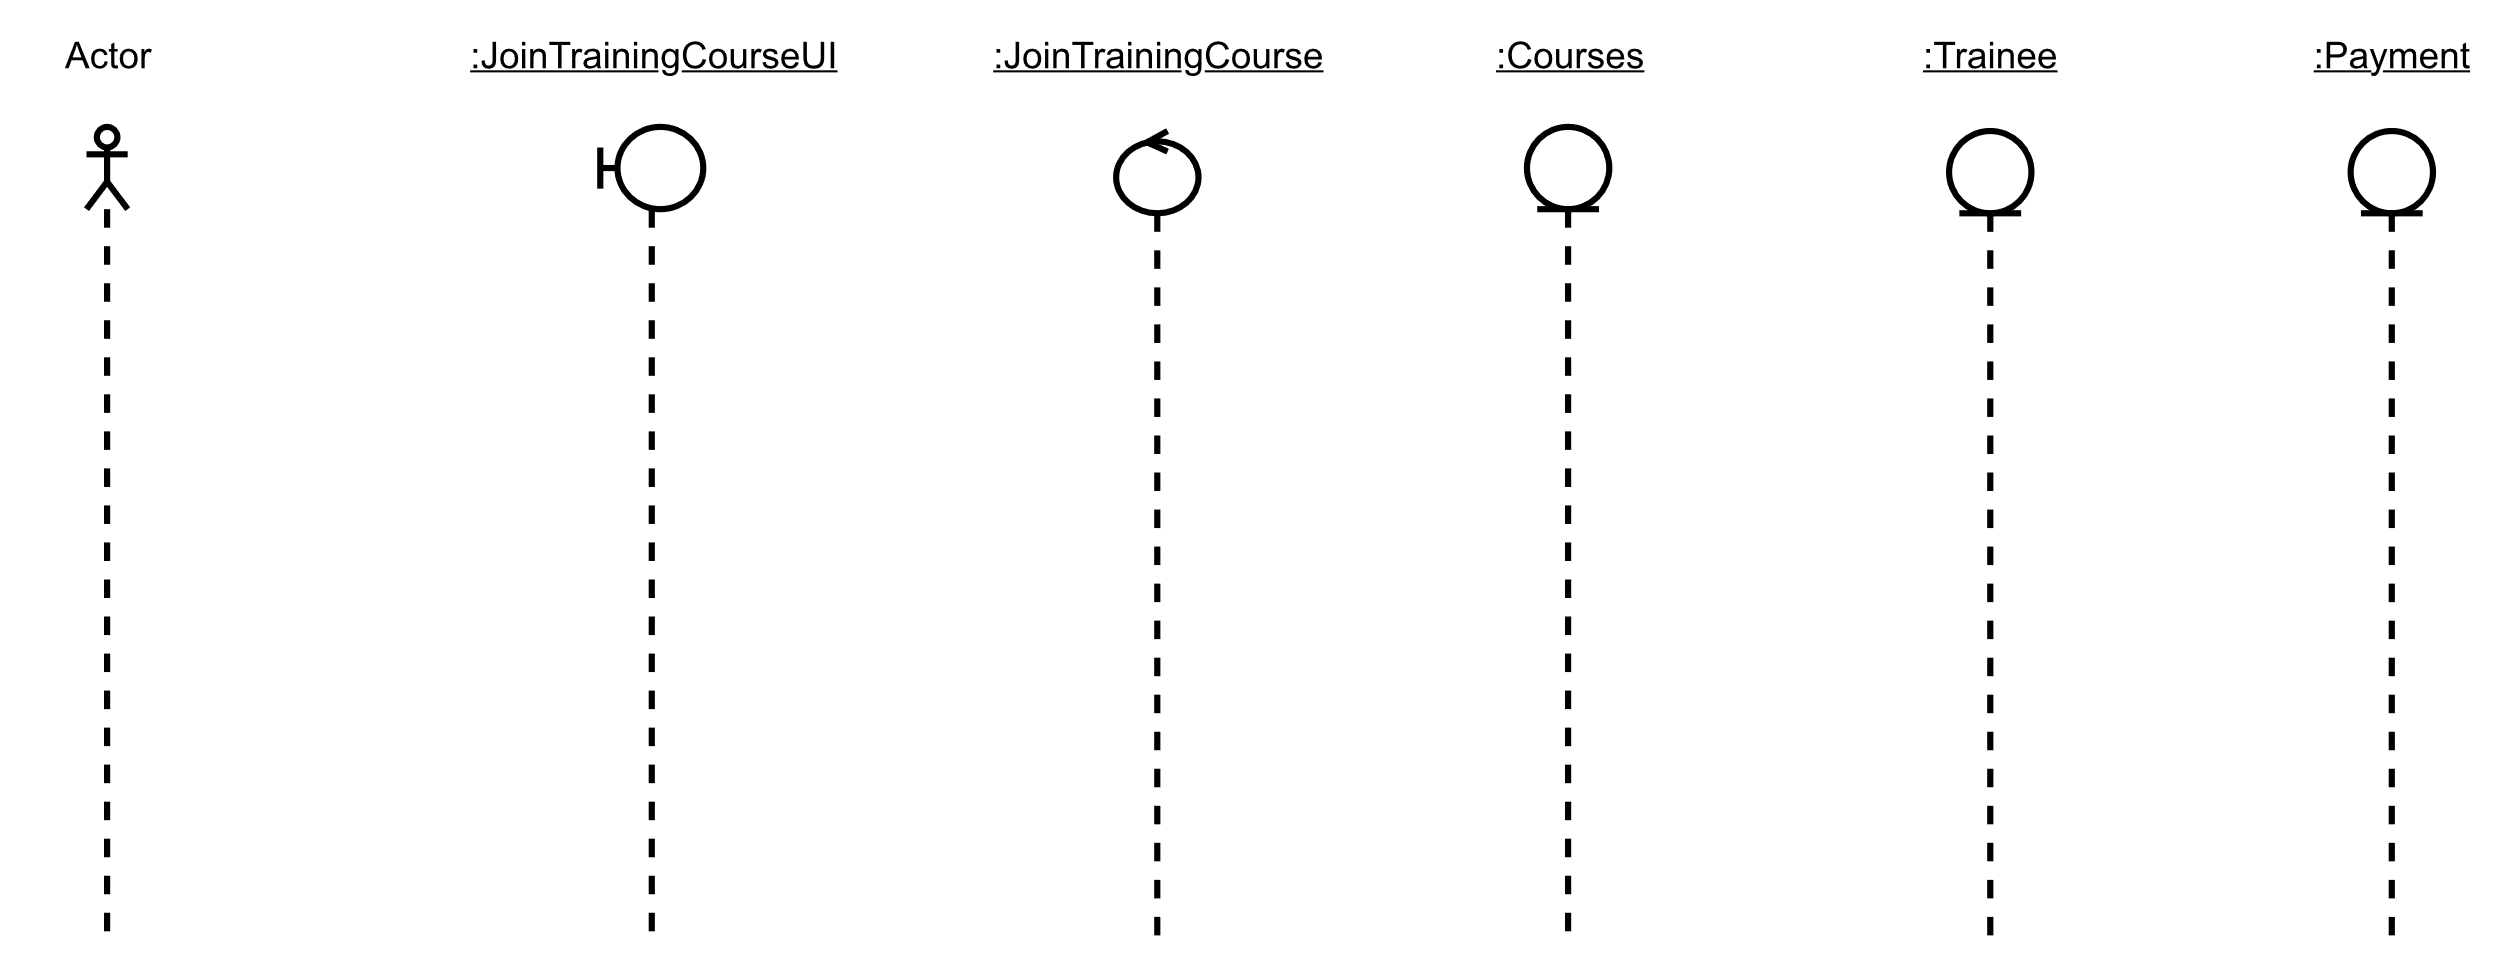 Actor
:JoinTrainingCourseUI
:JoinTrainingCourse
:Courses
:Trainee
:Payment